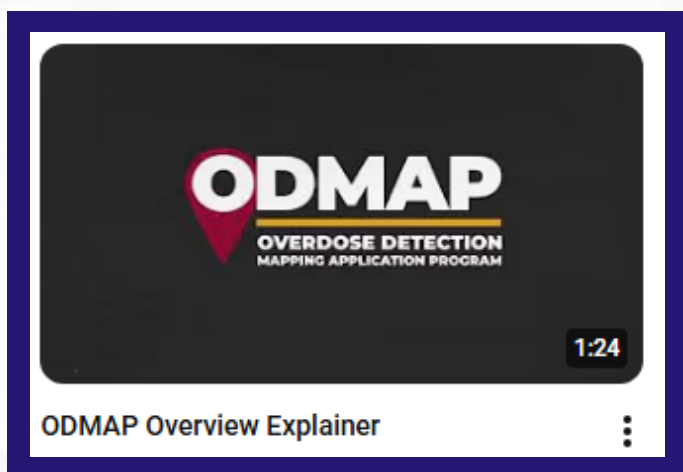 ODMAP
OVERDOSE DETECTION
MAPPING APPLICATION PROGRAM
1:24
ODMAP Overview Explainer